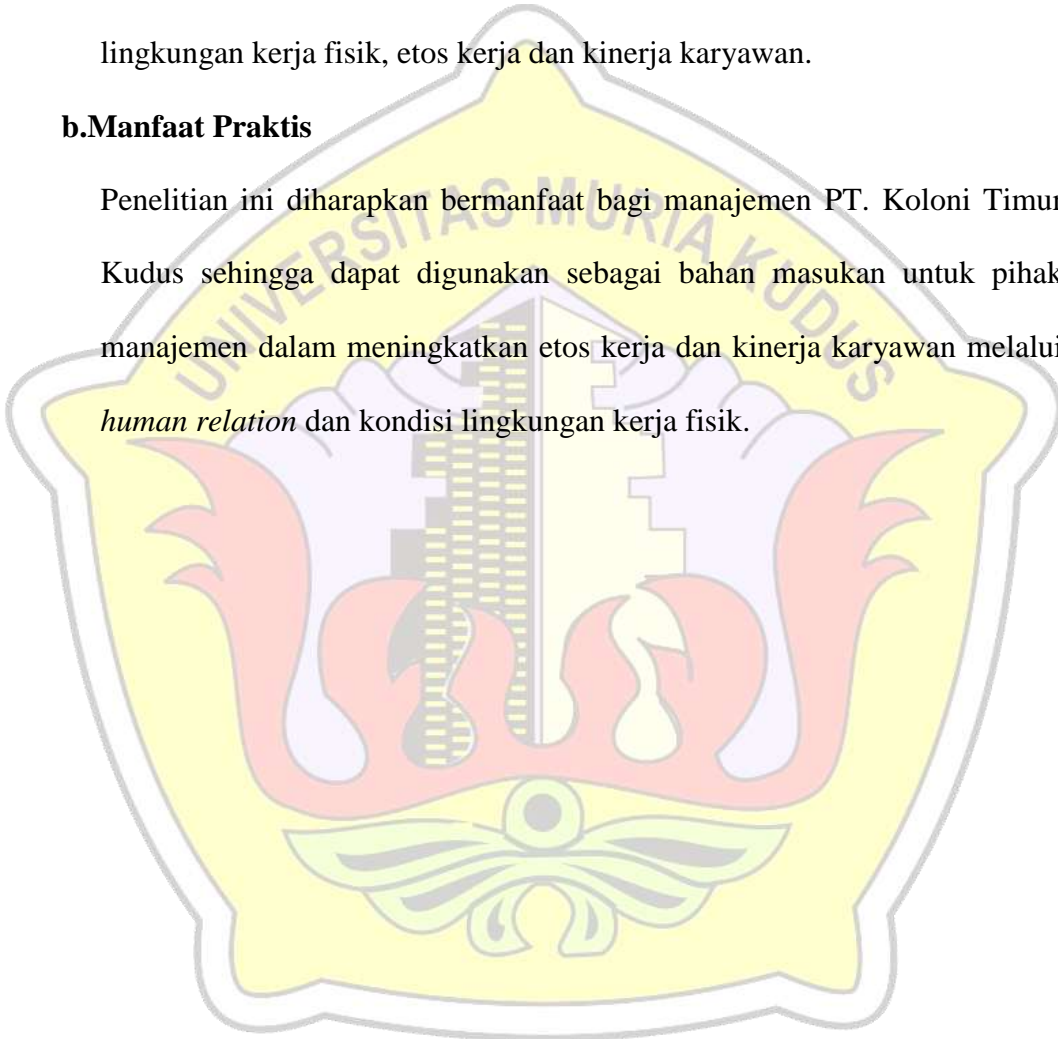 lingkungan kerja fisik, etos kerja dan kinerja karyawan.
b.Manfaat Praktis
Penelitian ini diharapkan bermanfaat bagi manajemen PT. Koloni Timur
Kudus sehingga dapat digunakan sebagai bahan masukan untuk pihak
manajemen dalam meningkatkan etos kerja dan kinerja karyawan melalui
human relation dan kondisi lingkungan kerja fisik.
UNIVERSITAS MURIA KUDUS